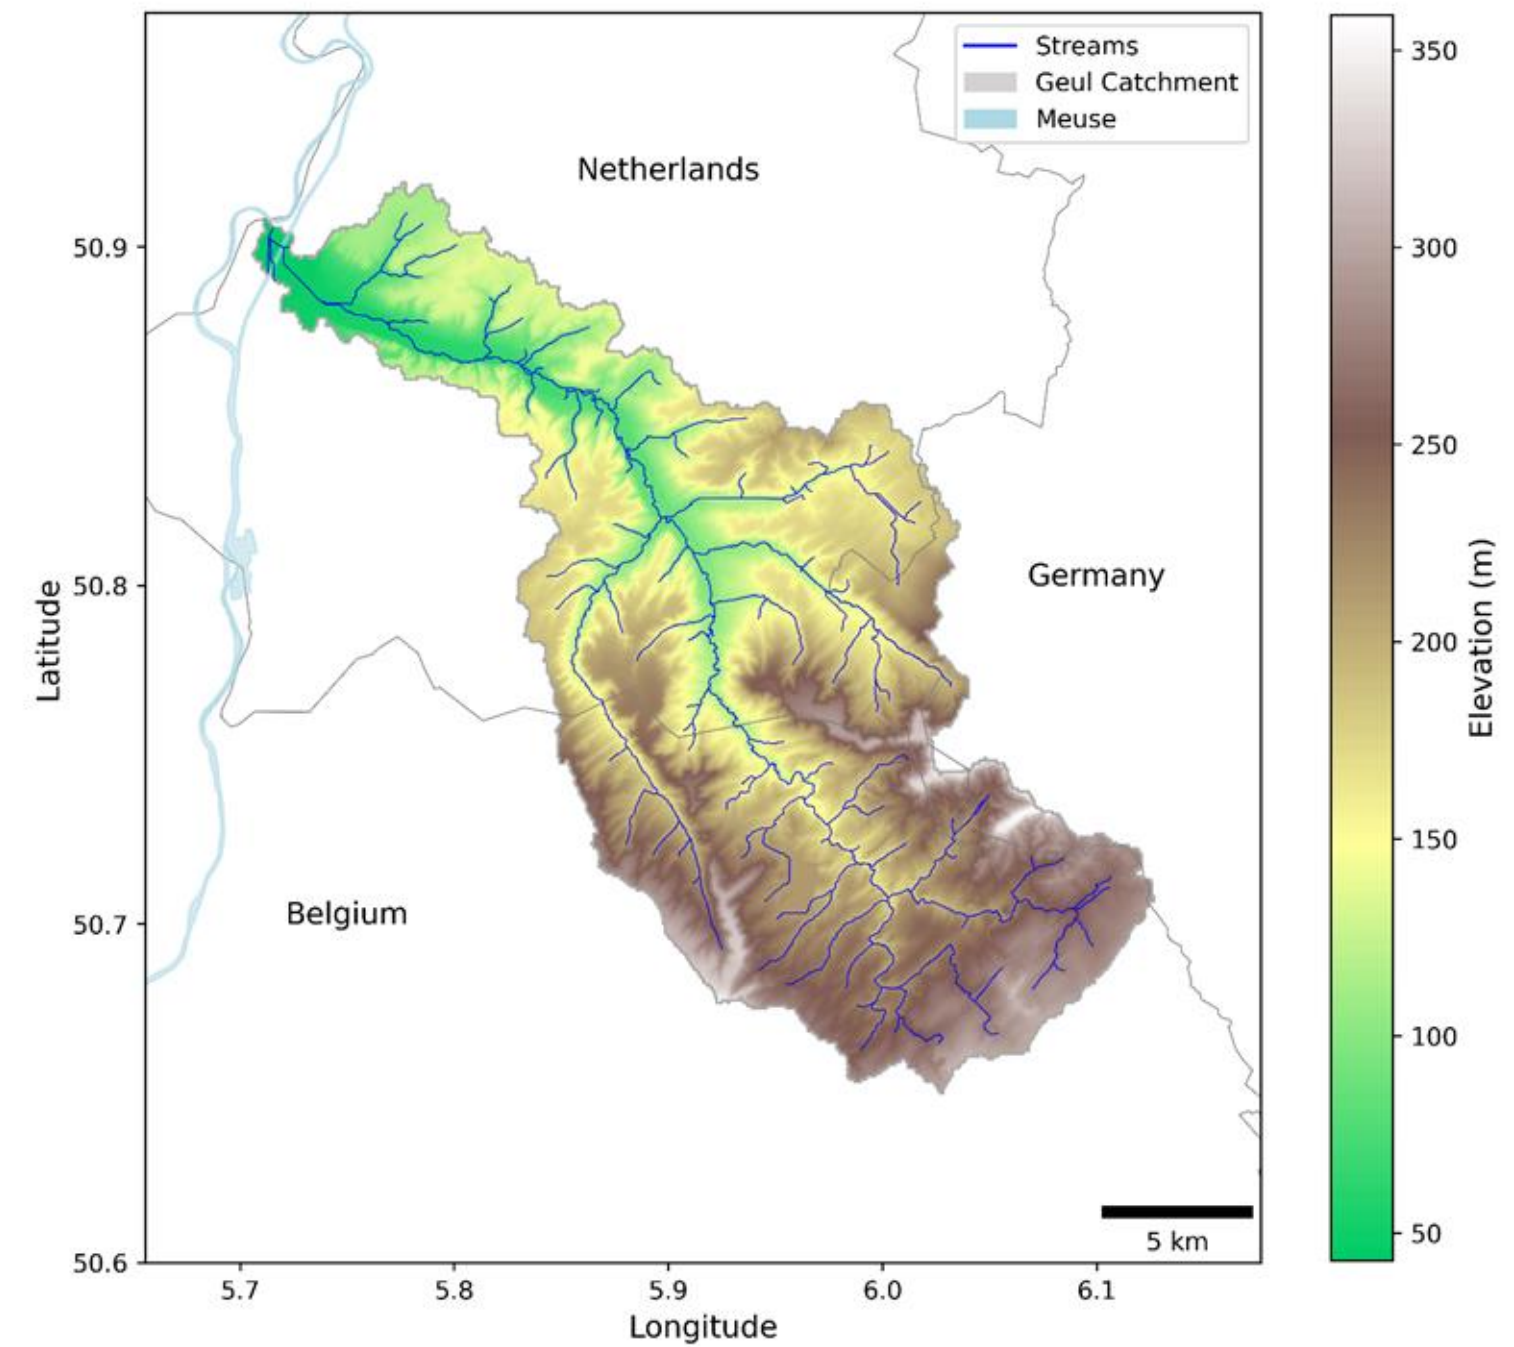 Streams
Geul Catchment
Meuse
Netherlands
Germany
Belgium
5 km
50.9
50.8
50.7
50.6
Latitude
5.7
5.8
5.9
6.0
6.1
Longitude
350
300
250
200
150
100
50
Elevation (m)